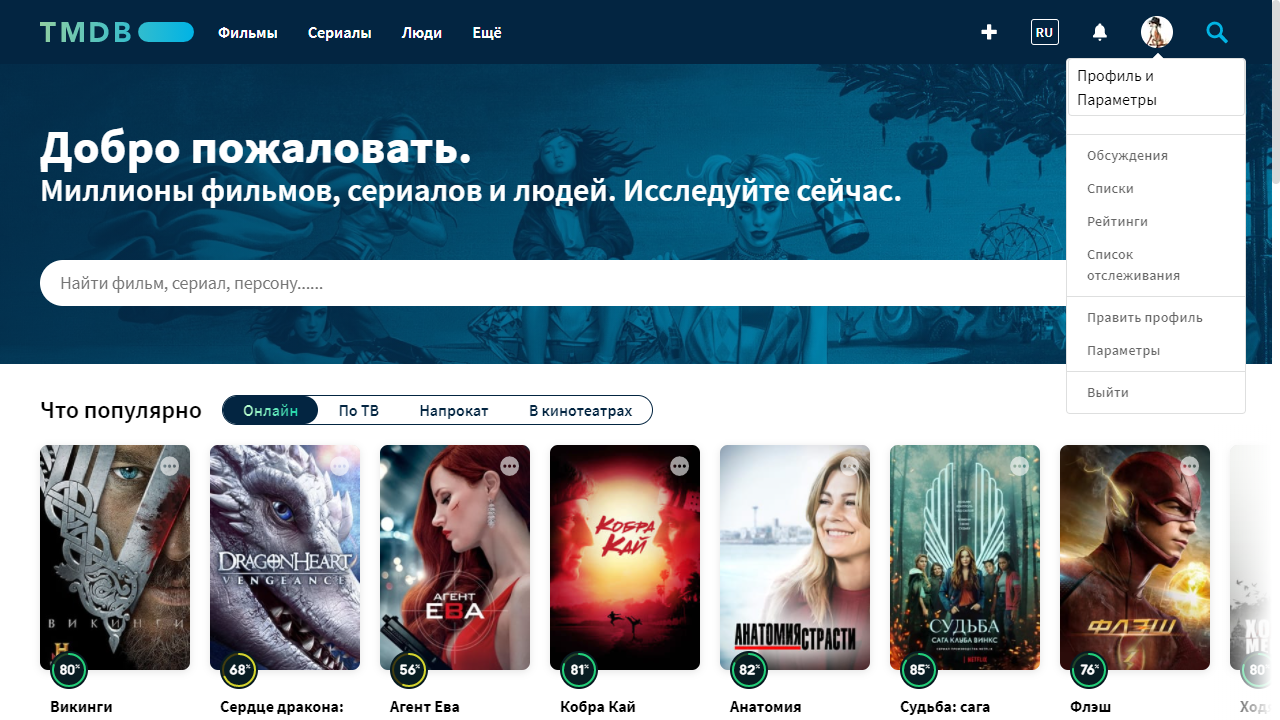 TMDB
Фильмы
Сериалы
Люди
Ещё
RU
Профиль и
Параметры
Обсуждения
Списки
Рейтинги
Список
отслеживания
Править профиль
Параметры
Выйти
Добро пожаловать.
Миллионы фильмов, сериалов и людей. Исследуйте сейчас.
Найти фильм, сериал, персону......
Что популярно
Онлайн
По ТВ
Напрокат
В кинотеатрах
ВИКИНГИ
DRAGONHEART
VENGEANCE
АГЕНТ
ЕВА
КОБРА
КАЙ
АНАТОМИЯ СТРАСТИ
СУДЬБА
САГА КЛУБА ВИНКС
NETFLIX
ФЛЭШ
80%
68%
56%
81%
82%
85%
76%
80
Викинги
Сердце дракона:
Агент Ева
Кобра Кай
Анатомия
Судьба: сага
Флэш
Ход